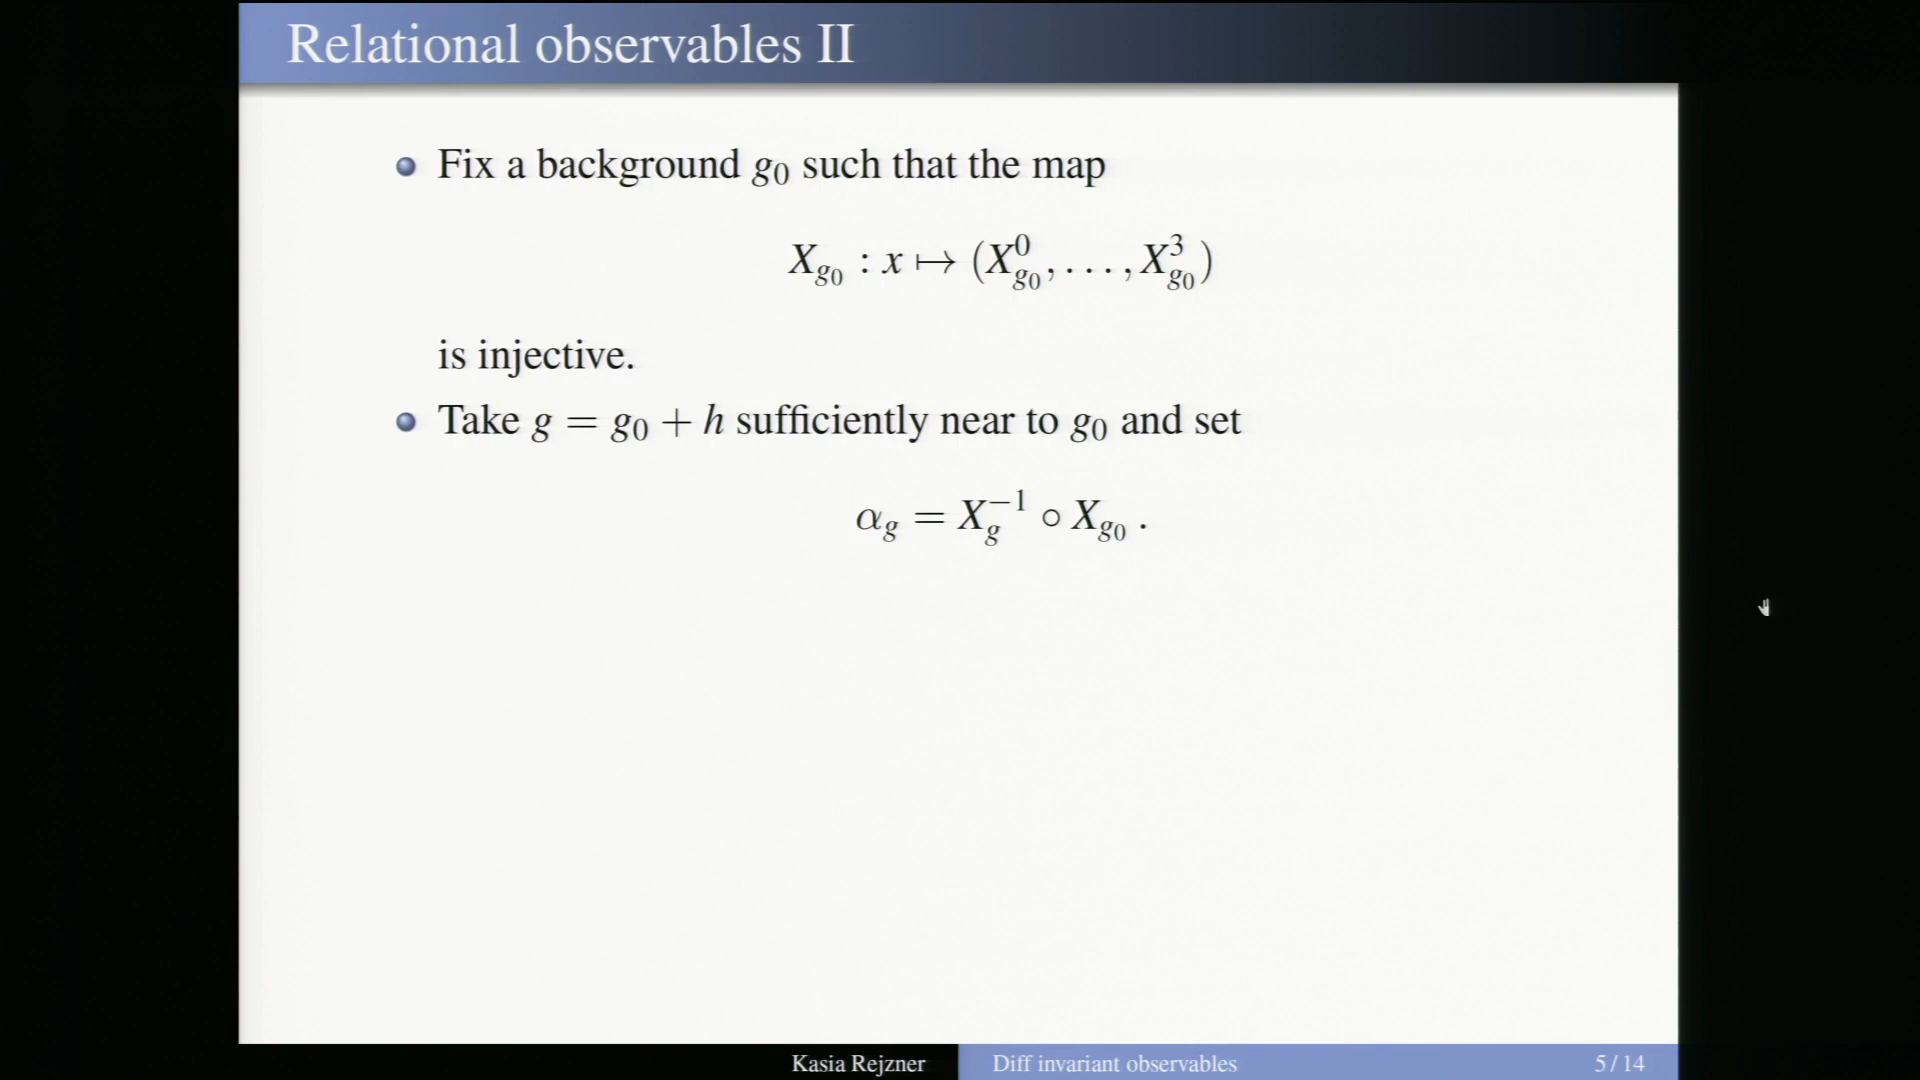 Relational observables II
Fix a background g₀ such that the map
X_{g₀} : x ↦ (X⁰_{g₀}, . . . , X³_{g₀})
is injective.
Take g = g₀ + h sufficiently near to g₀ and set
α_g = X_g⁻¹ ∘ X_{g₀} .
Kasia Rejzner
Diff invariant observables
5 / 14